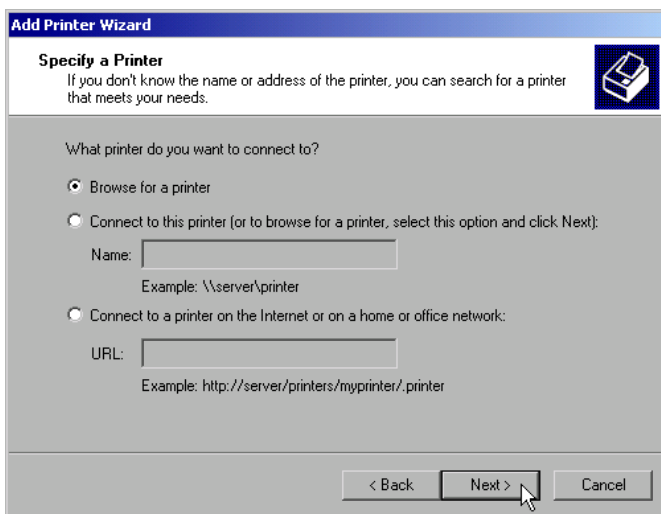 Add Printer Wizard
Specify a Printer
If you don't know the name or address of the printer, you can search for a printer
that meets your needs.
What printer do you want to connect to?
Browse for a printer
Connect to this printer (or to browse for a printer, select this option and click Next):
Name:
Example: \\server\printer
Connect to a printer on the Internet or on a home or office network:
URL:
Example: http://server/printers/myprinter/.printer
< Back Next > Cancel